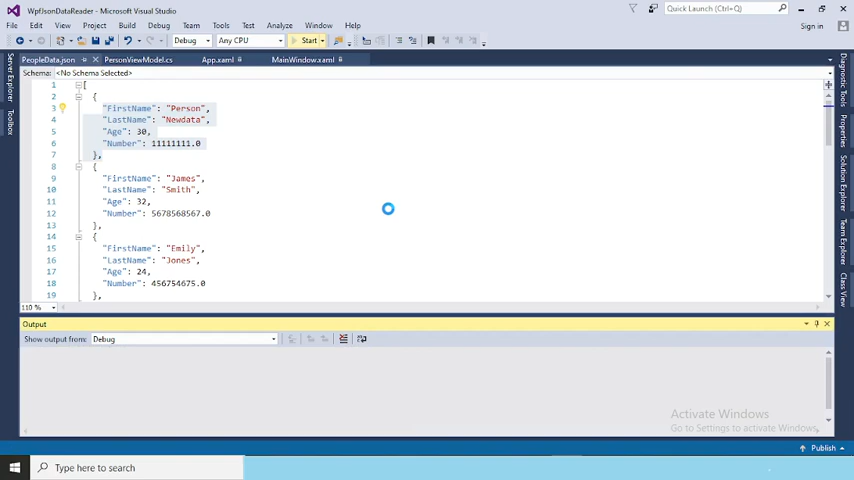 WpfJsonDataReader - Microsoft Visual Studio
Quick Launch (Ctrl+Q)
File Edit View Project Build Debug Team Tools Test Analyze Window Help
Sign in
Debug Any CPU Start
PeopleData.json PersonViewModel.cs App.xaml MainWindow.xaml
Schema: <No Schema Selected>
1 [
2 {
3 "FirstName": "Person",
4 "LastName": "Newdata",
5 "Age": 30,
6 "Number": 11111111.0
7 },
8 {
9 "FirstName": "James",
10 "LastName": "Smith",
11 "Age": 32,
12 "Number": 5678568567.0
13 },
14 {
15 "FirstName": "Emily",
16 "LastName": "Jones",
17 "Age": 24,
18 "Number": 456754675.0
19 },
110 %
Server Explorer
Toolbox
Diagnostic Tools
Properties
Solution Explorer
Team Explorer
Class View
Output
Show output from: Debug
Activate Windows
Go to Settings to activate Windows.
Publish
Type here to search